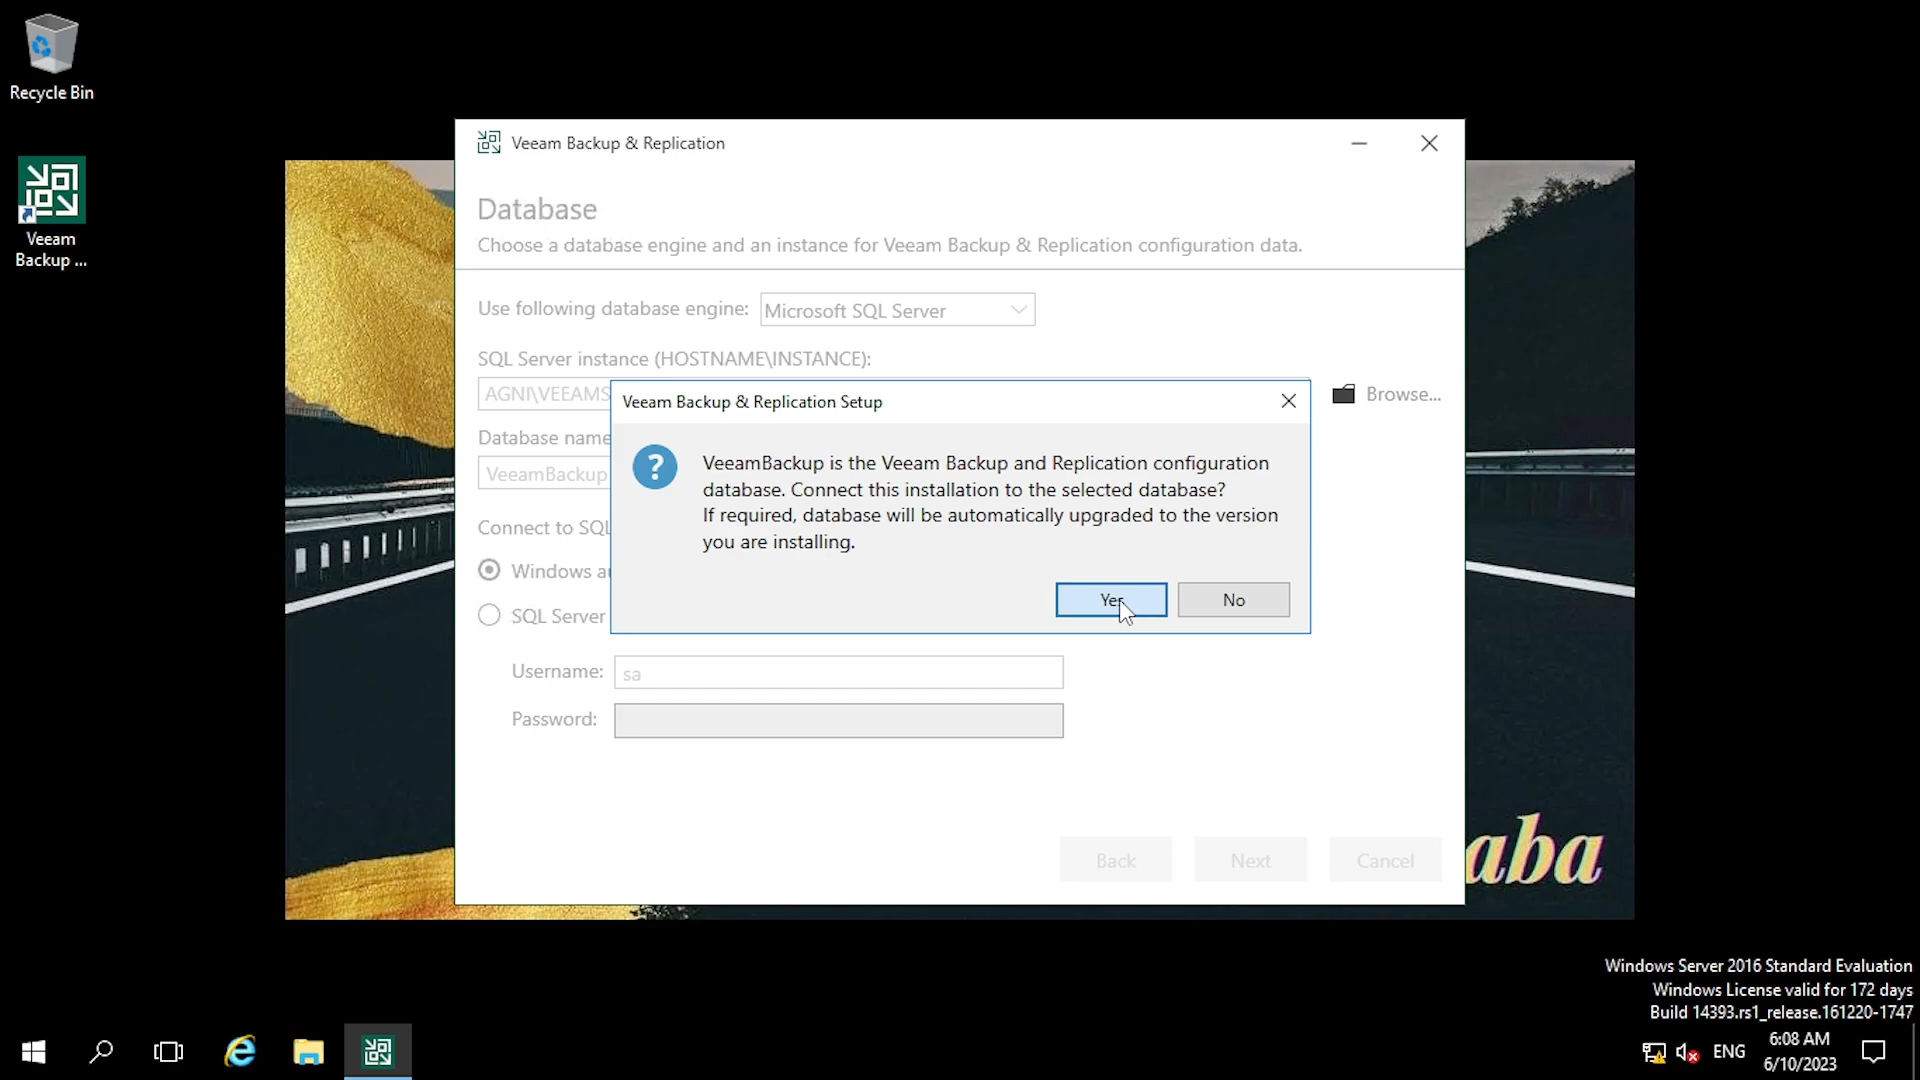 Recycle Bin
Veeam
Backup ...
Veeam Backup & Replication
Database
Choose a database engine and an instance for Veeam Backup & Replication configuration data.
Use following database engine: Microsoft SQL Server
SQL Server instance (HOSTNAME\INSTANCE):
AGNI\VEEAMS
Browse...
Database name
VeeamBackup
Connect to SQL
Windows au
SQL Server
Username: sa
Password:
Back Next Cancel
Veeam Backup & Replication Setup
?
VeeamBackup is the Veeam Backup and Replication configuration
database. Connect this installation to the selected database?
If required, database will be automatically upgraded to the version
you are installing.
Yes No
aba
Windows Server 2016 Standard Evaluation
Windows License valid for 172 days
Build 14393.rs1_release.161220-1747
ENG
6:08 AM
6/10/2023